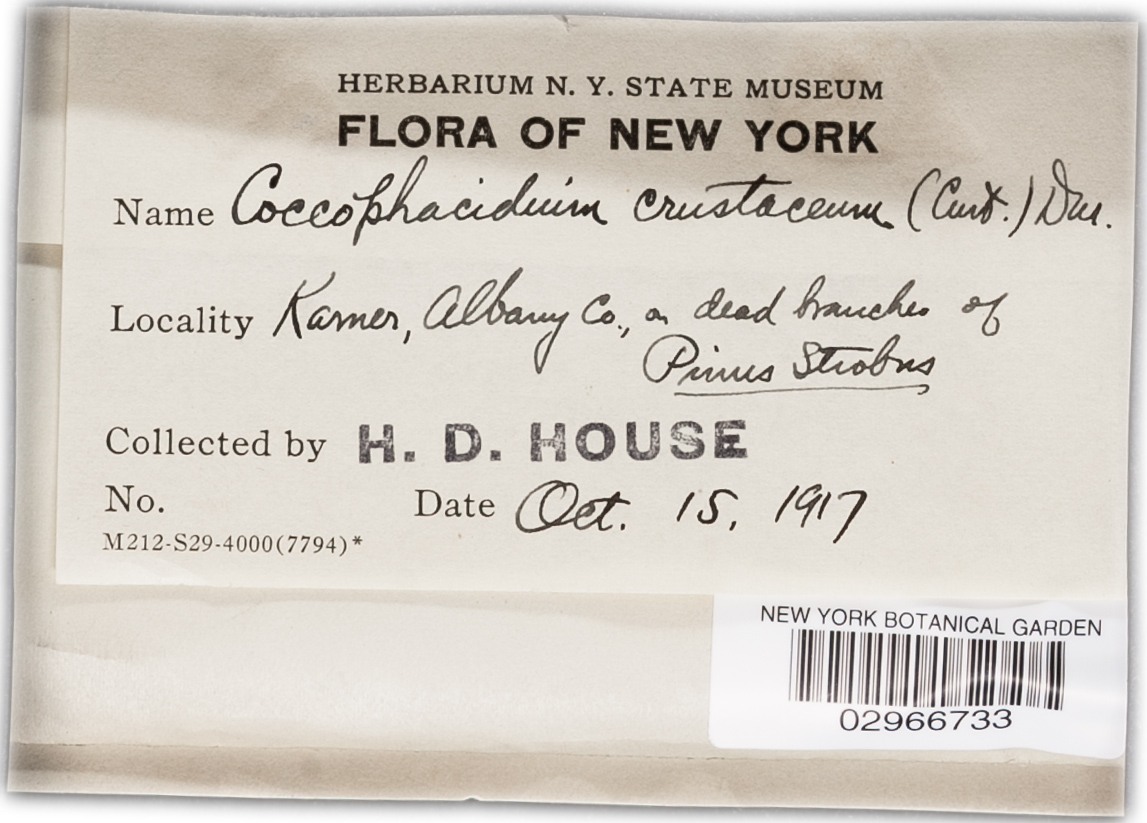 HERBARIUM N. Y. STATE MUSEUM
FLORA OF NEW YORK
Name Coccophacidium crustaceum (Curt.)
Locality Karner, Albany Co., on dead branches of
Pinus Strobus
Collected by H. D. HOUSE
No. Date Oct. 15, 1917
M212-S29-4000(7794)*
NEW YORK BOTANICAL GARDEN
02966733